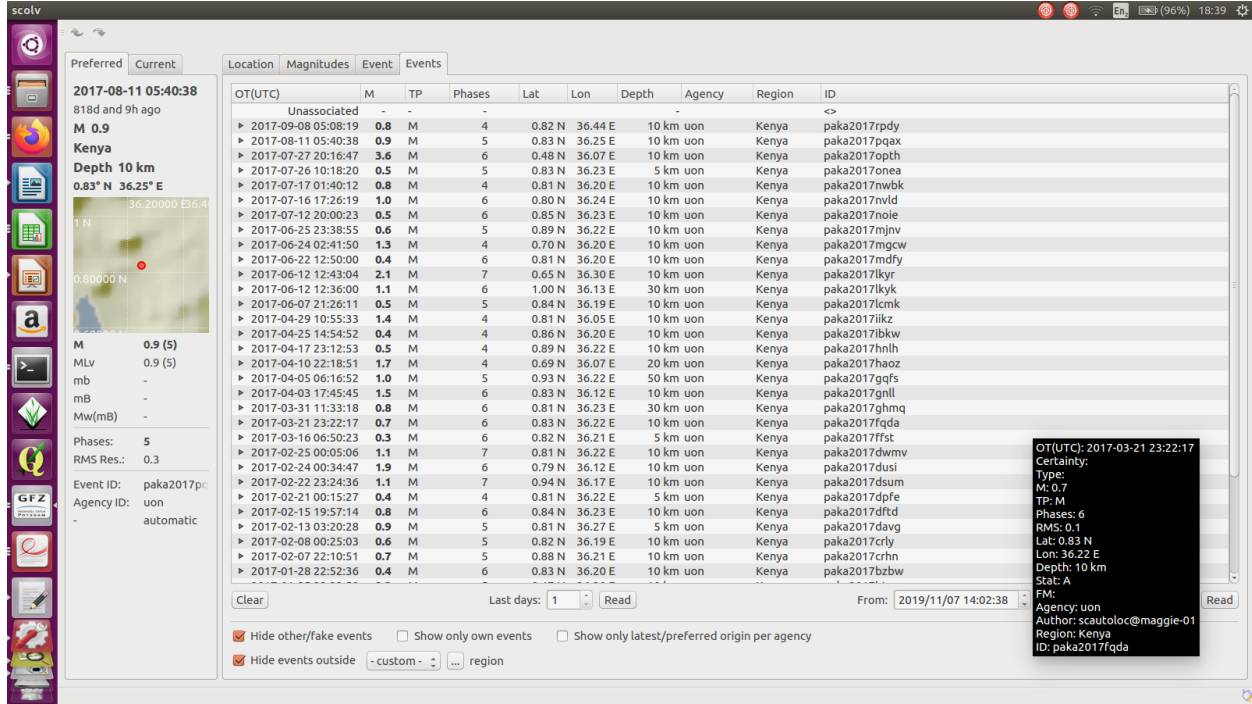 scolv
En₂ (96%) 18:39
Preferred Current
2017-08-11 05:40:38
818d and 9h ago
M 0.9
Kenya
Depth 10 km
0.83° N 36.25° E
36.20000 E36.4
1 N
0.80000 N
M 0.9 (5)
MLv 0.9 (5)
mb -
mB -
Mw(mB) -
Phases: 5
RMS Res.: 0.3
Event ID: paka2017pq
Agency ID: uon
- automatic
Location Magnitudes Event Events
OT(UTC) M TP Phases Lat Lon Depth Agency Region ID
Unassociated - - - - <>
2017-09-08 05:08:19 0.8 M 4 0.82 N 36.44 E 10 km uon Kenya paka2017rpdy
2017-08-11 05:40:38 0.9 M 5 0.83 N 36.25 E 10 km uon Kenya paka2017pqax
2017-07-27 20:16:47 3.6 M 6 0.48 N 36.07 E 10 km uon Kenya paka2017opth
2017-07-26 10:18:20 0.5 M 5 0.83 N 36.23 E 5 km uon Kenya paka2017onea
2017-07-17 01:40:12 0.8 M 4 0.81 N 36.20 E 10 km uon Kenya paka2017nwbk
2017-07-16 17:26:19 1.0 M 6 0.80 N 36.24 E 10 km uon Kenya paka2017nvld
2017-07-12 20:00:23 0.5 M 6 0.85 N 36.23 E 10 km uon Kenya paka2017noie
2017-06-25 23:38:55 0.6 M 5 0.89 N 36.22 E 10 km uon Kenya paka2017mjnv
2017-06-24 02:41:50 1.3 M 4 0.70 N 36.20 E 10 km uon Kenya paka2017mgcw
2017-06-22 12:50:00 0.4 M 6 0.81 N 36.20 E 10 km uon Kenya paka2017mdfy
2017-06-12 12:43:04 2.1 M 7 0.65 N 36.30 E 10 km uon Kenya paka2017lkyr
2017-06-12 12:36:00 1.1 M 6 1.00 N 36.13 E 30 km uon Kenya paka2017lkyk
2017-06-07 21:26:11 0.5 M 5 0.84 N 36.19 E 10 km uon Kenya paka2017lcmk
2017-04-29 10:55:33 1.4 M 4 0.81 N 36.05 E 10 km uon Kenya paka2017iikz
2017-04-25 14:54:52 0.4 M 4 0.86 N 36.20 E 10 km uon Kenya paka2017ibkw
2017-04-17 23:12:53 0.5 M 4 0.89 N 36.22 E 10 km uon Kenya paka2017hnlh
2017-04-10 22:18:51 1.7 M 4 0.69 N 36.07 E 20 km uon Kenya paka2017haoz
2017-04-05 06:16:52 1.0 M 5 0.93 N 36.22 E 50 km uon Kenya paka2017gqfs
2017-04-03 17:45:45 1.5 M 6 0.83 N 36.12 E 10 km uon Kenya paka2017gnll
2017-03-31 11:33:18 0.8 M 6 0.81 N 36.23 E 30 km uon Kenya paka2017ghmq
2017-03-21 23:22:17 0.7 M 6 0.83 N 36.22 E 10 km uon Kenya paka2017fqda
2017-03-16 06:50:23 0.3 M 6 0.82 N 36.21 E 5 km uon Kenya paka2017ffst
2017-02-25 00:05:06 1.1 M 7 0.81 N 36.22 E 10 km uon Kenya paka2017dwmv
2017-02-24 00:34:47 1.9 M 6 0.79 N 36.12 E 10 km uon Kenya paka2017dusi
2017-02-22 23:24:36 1.1 M 7 0.94 N 36.17 E 10 km uon Kenya paka2017dsum
2017-02-21 00:15:27 0.4 M 4 0.81 N 36.22 E 5 km uon Kenya paka2017dpfe
2017-02-15 19:57:14 0.8 M 6 0.84 N 36.23 E 10 km uon Kenya paka2017dftd
2017-02-13 03:20:28 0.9 M 5 0.81 N 36.27 E 5 km uon Kenya paka2017davg
2017-02-08 00:25:03 0.6 M 5 0.82 N 36.19 E 10 km uon Kenya paka2017crly
2017-02-07 22:10:51 0.7 M 5 0.88 N 36.21 E 10 km uon Kenya paka2017crhn
2017-01-28 22:52:36 0.4 M 6 0.83 N 36.20 E 10 km uon Kenya paka2017bzbw
OT(UTC): 2017-03-21 23:22:17
Certainty:
Type:
M: 0.7
TP: M
Phases: 6
RMS: 0.1
Lat: 0.83 N
Lon: 36.22 E
Depth: 10 km
Stat: A
FM:
Agency: uon
Author: scautoloc@maggie-01
Region: Kenya
ID: paka2017fqda
Clear Last days: 1 Read From: 2019/11/07 14:02:38 Read
Hide other/fake events Show only own events Show only latest/preferred origin per agency
Hide events outside - custom - ... region
GFZ
POTSDAM